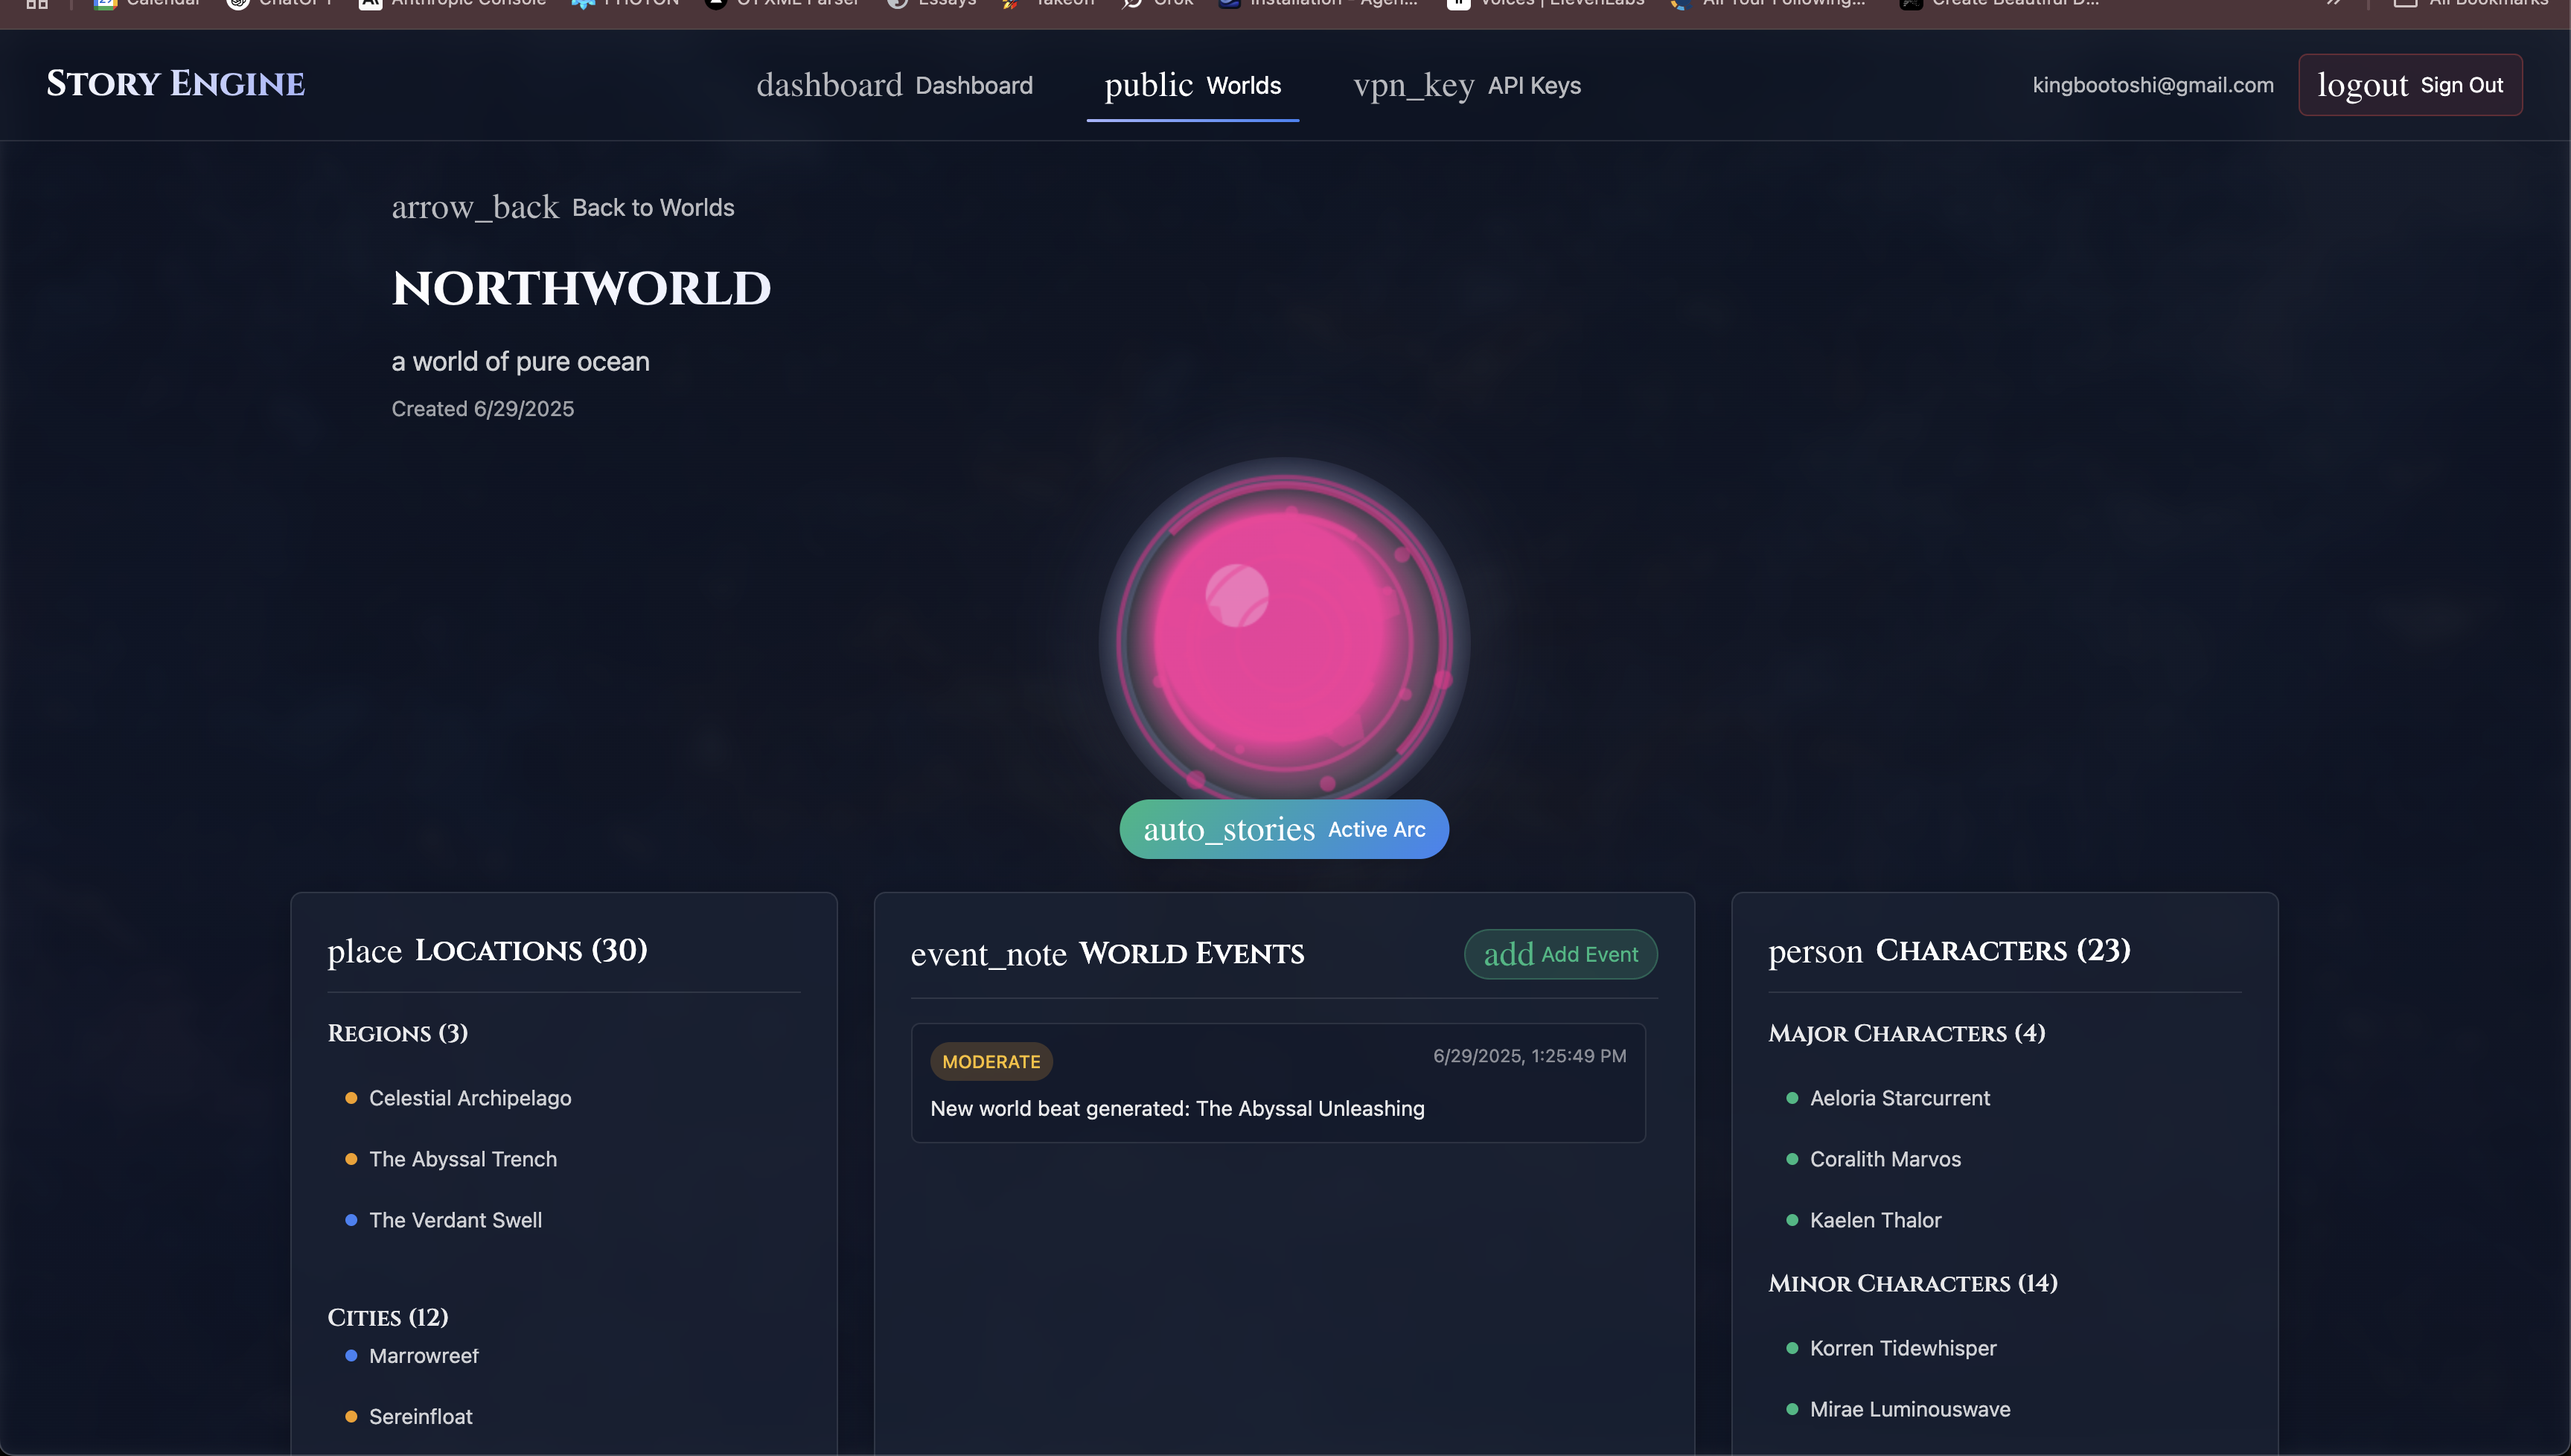 Calendar ChatGPT Anthropic Console PHOTON Essays Takeoff Grok Voices | ElevenLabs All Your Following... Create Beautiful D... All Bookmarks
Story Engine
dashboard Dashboard
public Worlds
vpn_key API Keys
kingbootoshi@gmail.com
logout Sign Out
arrow_back Back to Worlds
NORTHWORLD
a world of pure ocean
Created 6/29/2025
auto_stories Active Arc
place Locations (30)
Regions (3)
Celestial Archipelago
The Abyssal Trench
The Verdant Swell
Cities (12)
Marrowreef
Sereinfloat
event_note World Events
add Add Event
MODERATE
6/29/2025, 1:25:49 PM
New world beat generated: The Abyssal Unleashing
person Characters (23)
Major Characters (4)
Aeloria Starcurrent
Coralith Marvos
Kaelen Thalor
Minor Characters (14)
Korren Tidewhisper
Mirae Luminouswave